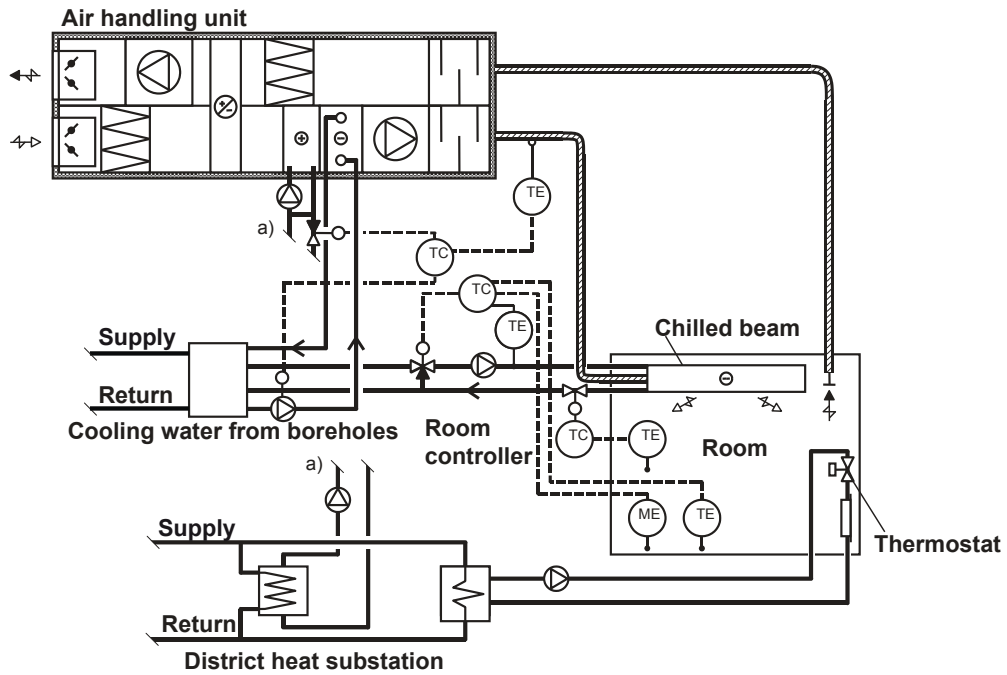 Air handling unit
TE
a)
TC
TC
TE
Supply
Chilled beam
Return
Cooling water from boreholes
Room
controller
TC
TE
Room
a)
ME
TE
Supply
Thermostat
Return
District heat substation